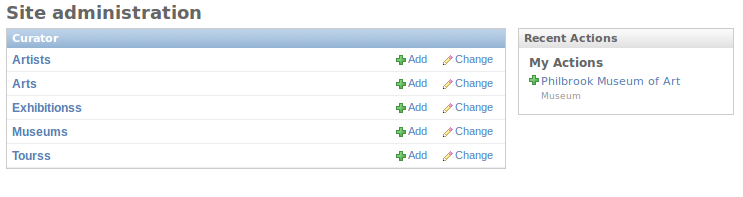 Site administration
Curator
Artists Add Change
Arts Add Change
Exhibitionss Add Change
Museums Add Change
Tourss Add Change
Recent Actions
My Actions
Philbrook Museum of Art
Museum